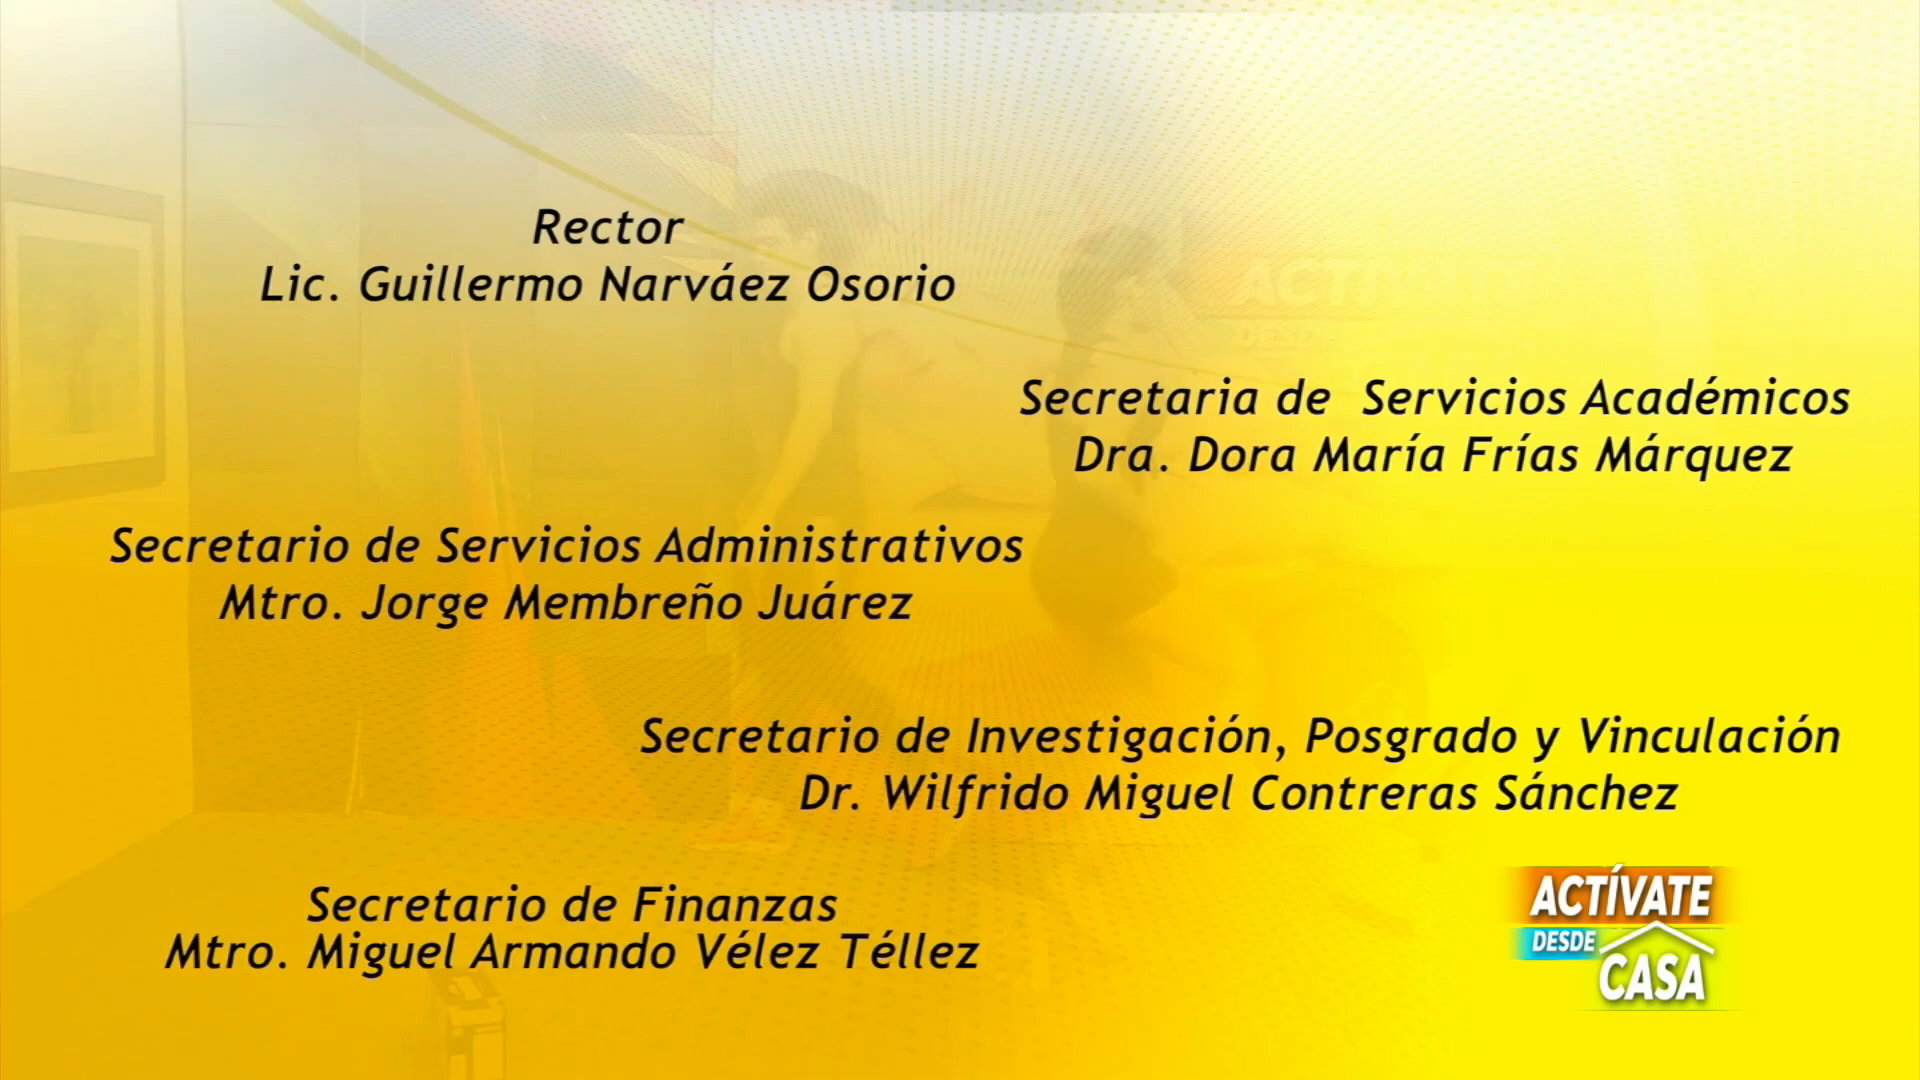 Rector
Lic. Guillermo Narváez Osorio
Secretaria de Servicios Académicos
Dra. Dora María Frías Márquez
Secretario de Servicios Administrativos
Mtro. Jorge Membreño Juárez
Secretario de Investigación, Posgrado y Vinculación
Dr. Wilfrido Miguel Contreras Sánchez
Secretario de Finanzas
Mtro. Miguel Armando Vélez Téllez
ACTÍVATE
DESDE
CASA